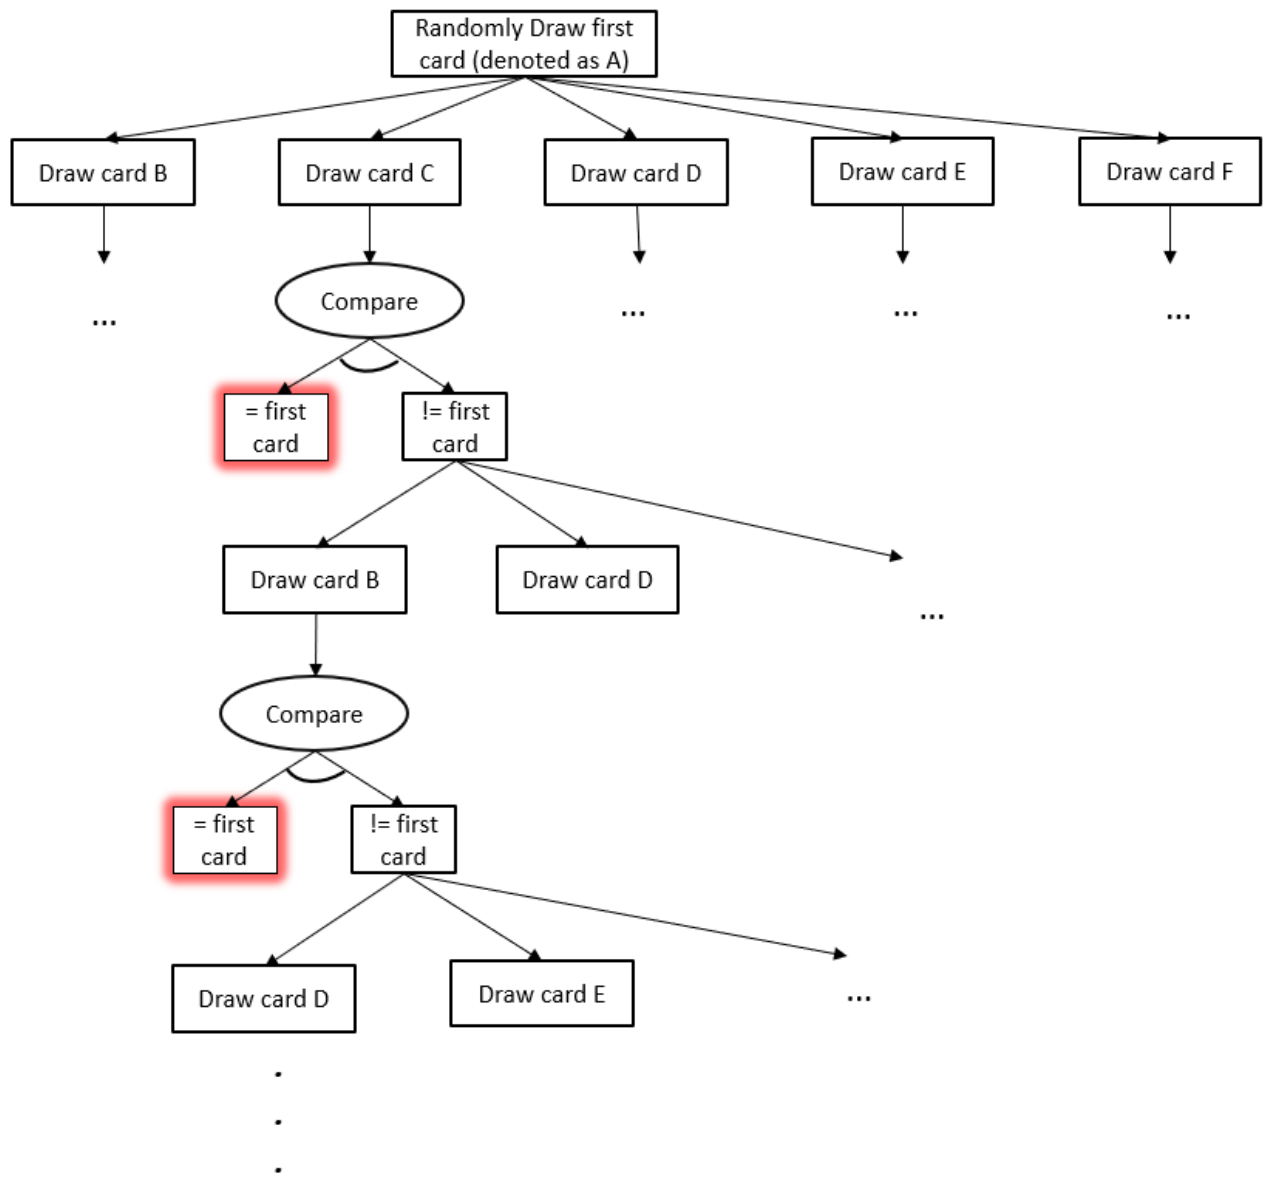 Randomly Draw first
card (denoted as A)
Draw card B
Draw card C
Draw card D
Draw card E
Draw card F
...
Compare
...
...
...
= first
card
!= first
card
Draw card B
Draw card D
...
Compare
= first
card
!= first
card
Draw card D
Draw card E
...
.
.
.